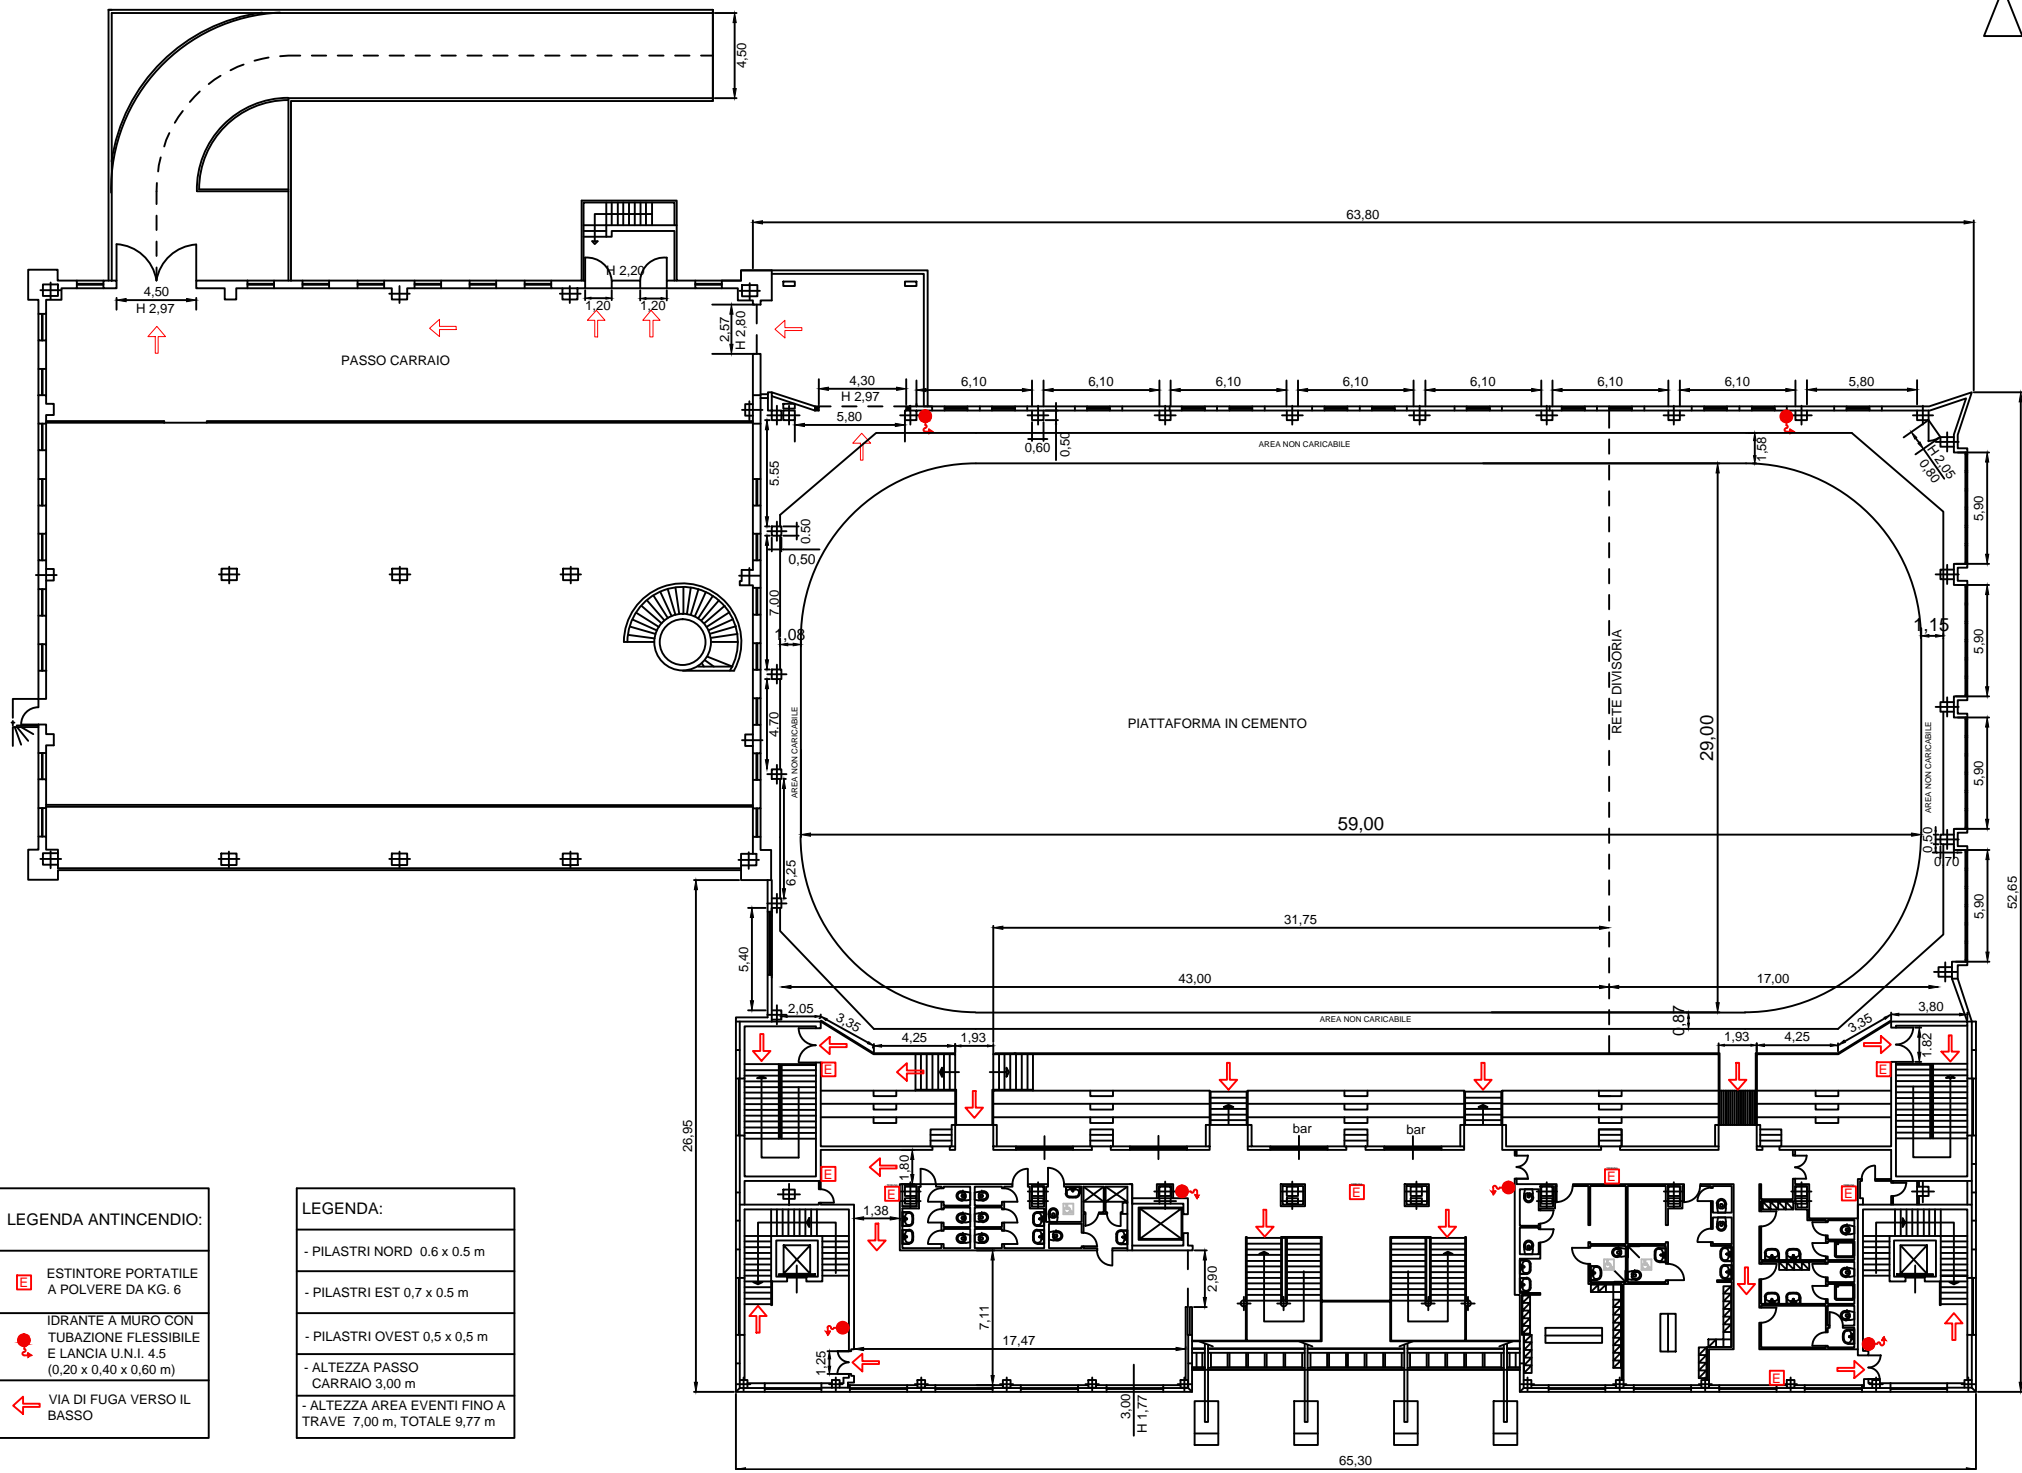 4,50
63,80
H 2,20
4,50
H 2,97
1,20
1,20
2,57
H 2,80
PASSO CARRAIO
4,30
H 2,97
5,80
6,10
6,10
6,10
6,10
6,10
6,10
6,10
5,80
0,60
0,50
AREA NON CARICABILE
1,58
H 2,05
0,80
5.55
0.50
0,50
5,90
7.00
1,08
5,90
1,15
RETE DIVISORIA
4.70
AREA NON CARICABILE
PIATTAFORMA IN CEMENTO
29,00
AREA NON CARICABILE
5,90
59,00
0,50
0,70
6,25
5,90
52,65
31,75
5,40
43,00
17,00
2,05
3,35
4,25
1,93
AREA NON CARICABILE
0,87
1,93
4,25
3,35
3,80
1.82
E
E
26,95
bar
bar
1,80
E
E
E
E
E
1,38
2,90
7,11
17,47
1,25
E
3,00
H 1,77
65,30
LEGENDA ANTINCENDIO:
E
ESTINTORE PORTATILE
A POLVERE DA KG. 6
IDRANTE A MURO CON
TUBAZIONE FLESSIBILE
E LANCIA U.N.I. 4.5
(0,20 x 0,40 x 0,60 m)
VIA DI FUGA VERSO IL
BASSO
LEGENDA:
- PILASTRI NORD 0.6 x 0.5 m
- PILASTRI EST 0,7 x 0.5 m
- PILASTRI OVEST 0,5 x 0,5 m
- ALTEZZA PASSO
CARRAIO 3,00 m
- ALTEZZA AREA EVENTI FINO A
TRAVE 7,00 m, TOTALE 9,77 m